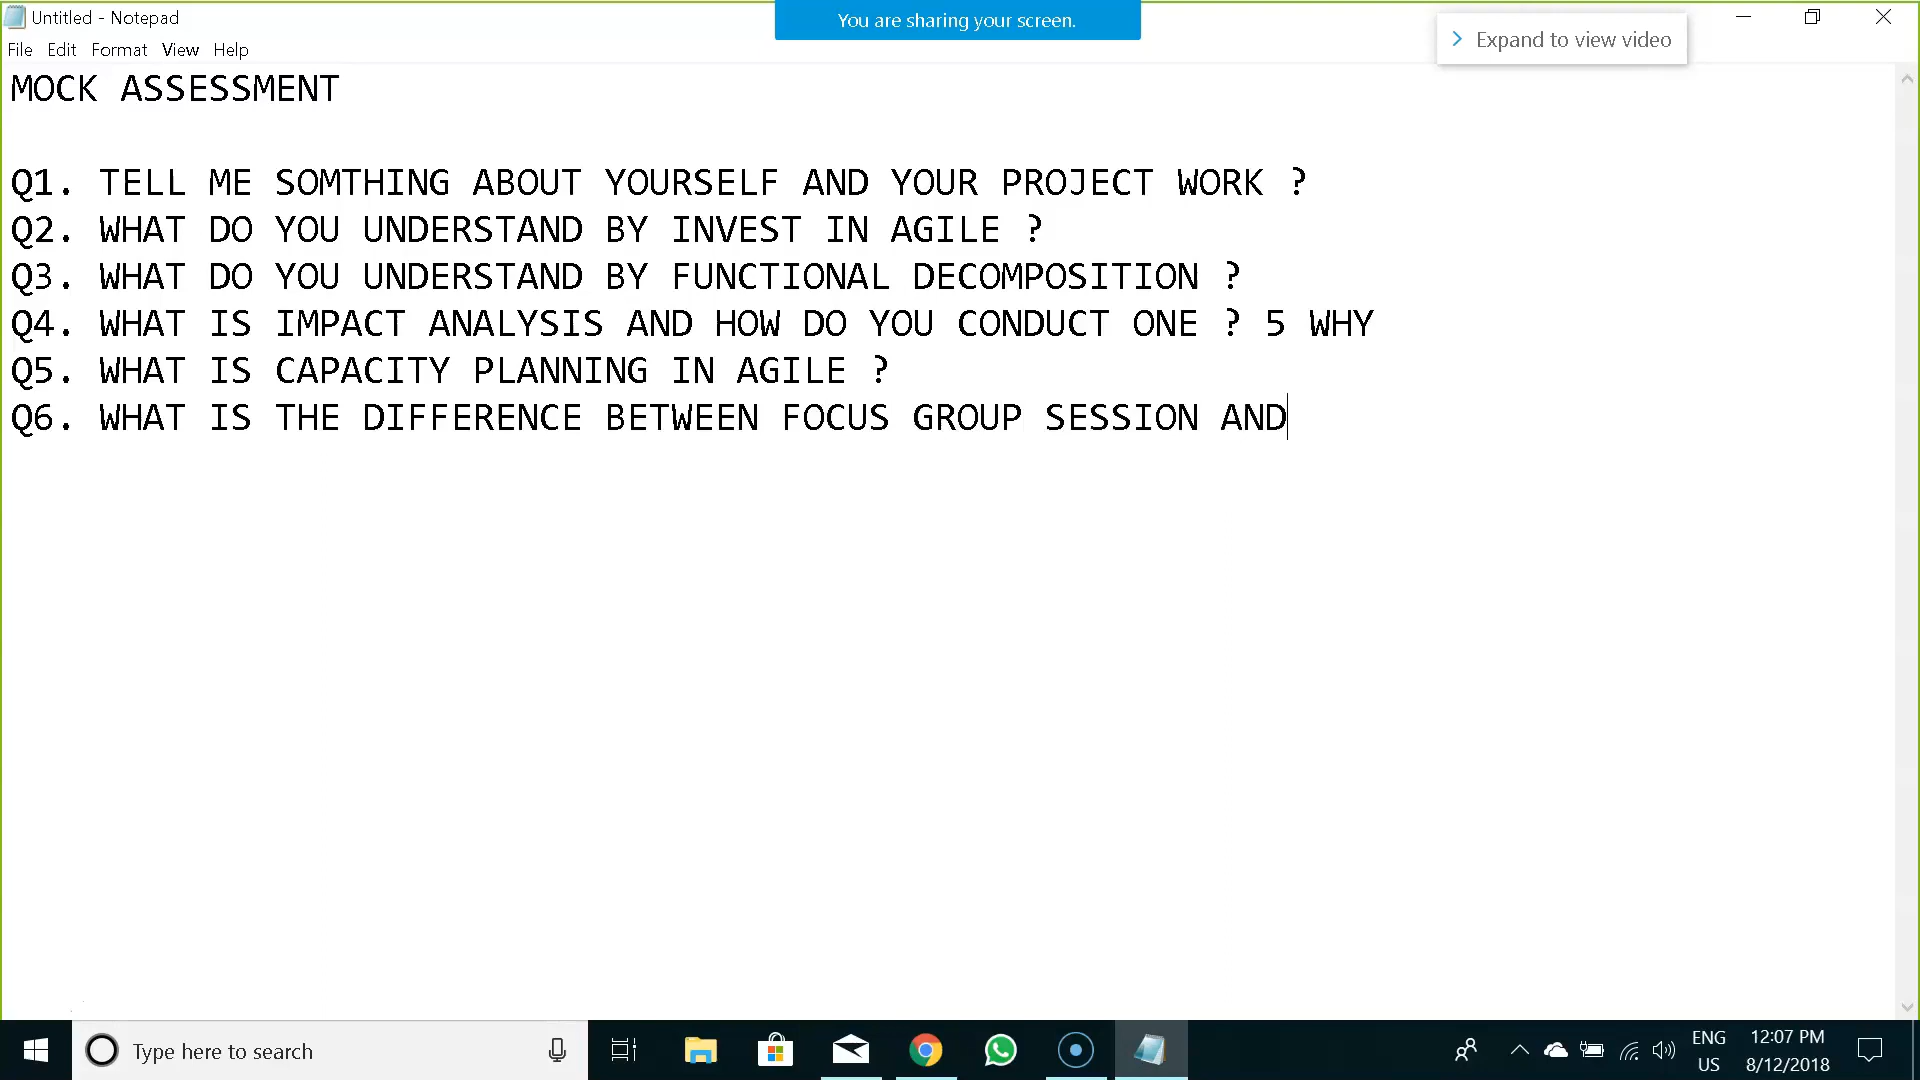 Untitled - Notepad
You are sharing your screen.
Expand to view video
File Edit Format View Help
MOCK ASSESSMENT
Q1. TELL ME SOMTHING ABOUT YOURSELF AND YOUR PROJECT WORK ?
Q2. WHAT DO YOU UNDERSTAND BY INVEST IN AGILE ?
Q3. WHAT DO YOU UNDERSTAND BY FUNCTIONAL DECOMPOSITION ?
Q4. WHAT IS IMPACT ANALYSIS AND HOW DO YOU CONDUCT ONE ? 5 WHY
Q5. WHAT IS CAPACITY PLANNING IN AGILE ?
Q6. WHAT IS THE DIFFERENCE BETWEEN FOCUS GROUP SESSION AND
Type here to search
ENG
US
12:07 PM
8/12/2018